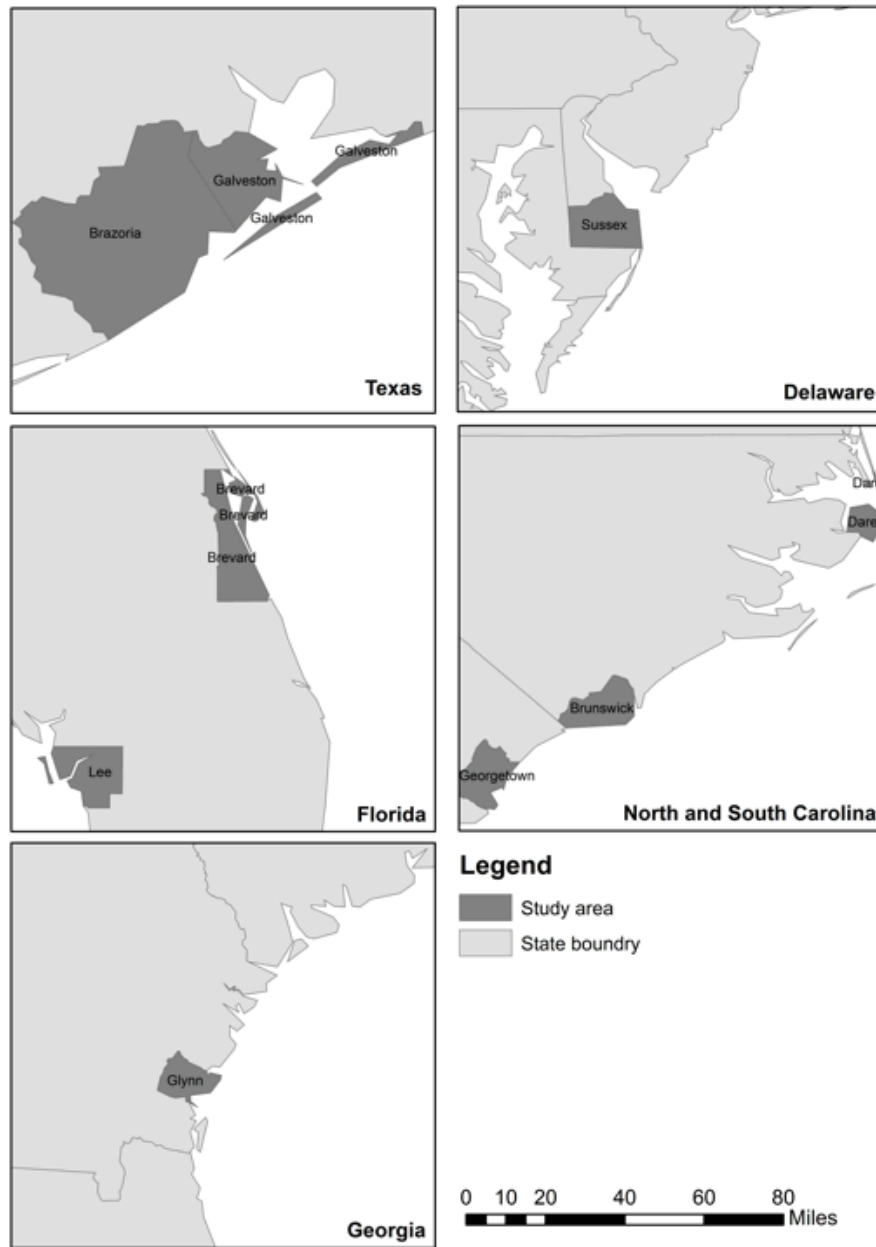 Galveston
Galveston
Galveston
Brazoria
Texas
Sussex
Delaware
Brevard
Brevard
Brevard
Lee
Florida
Dar
Dare
Brunswick
Georgetown
North and South Carolina
Glynn
Georgia
Legend
Study area
State boundry
0 10 20 40 60 80
Miles